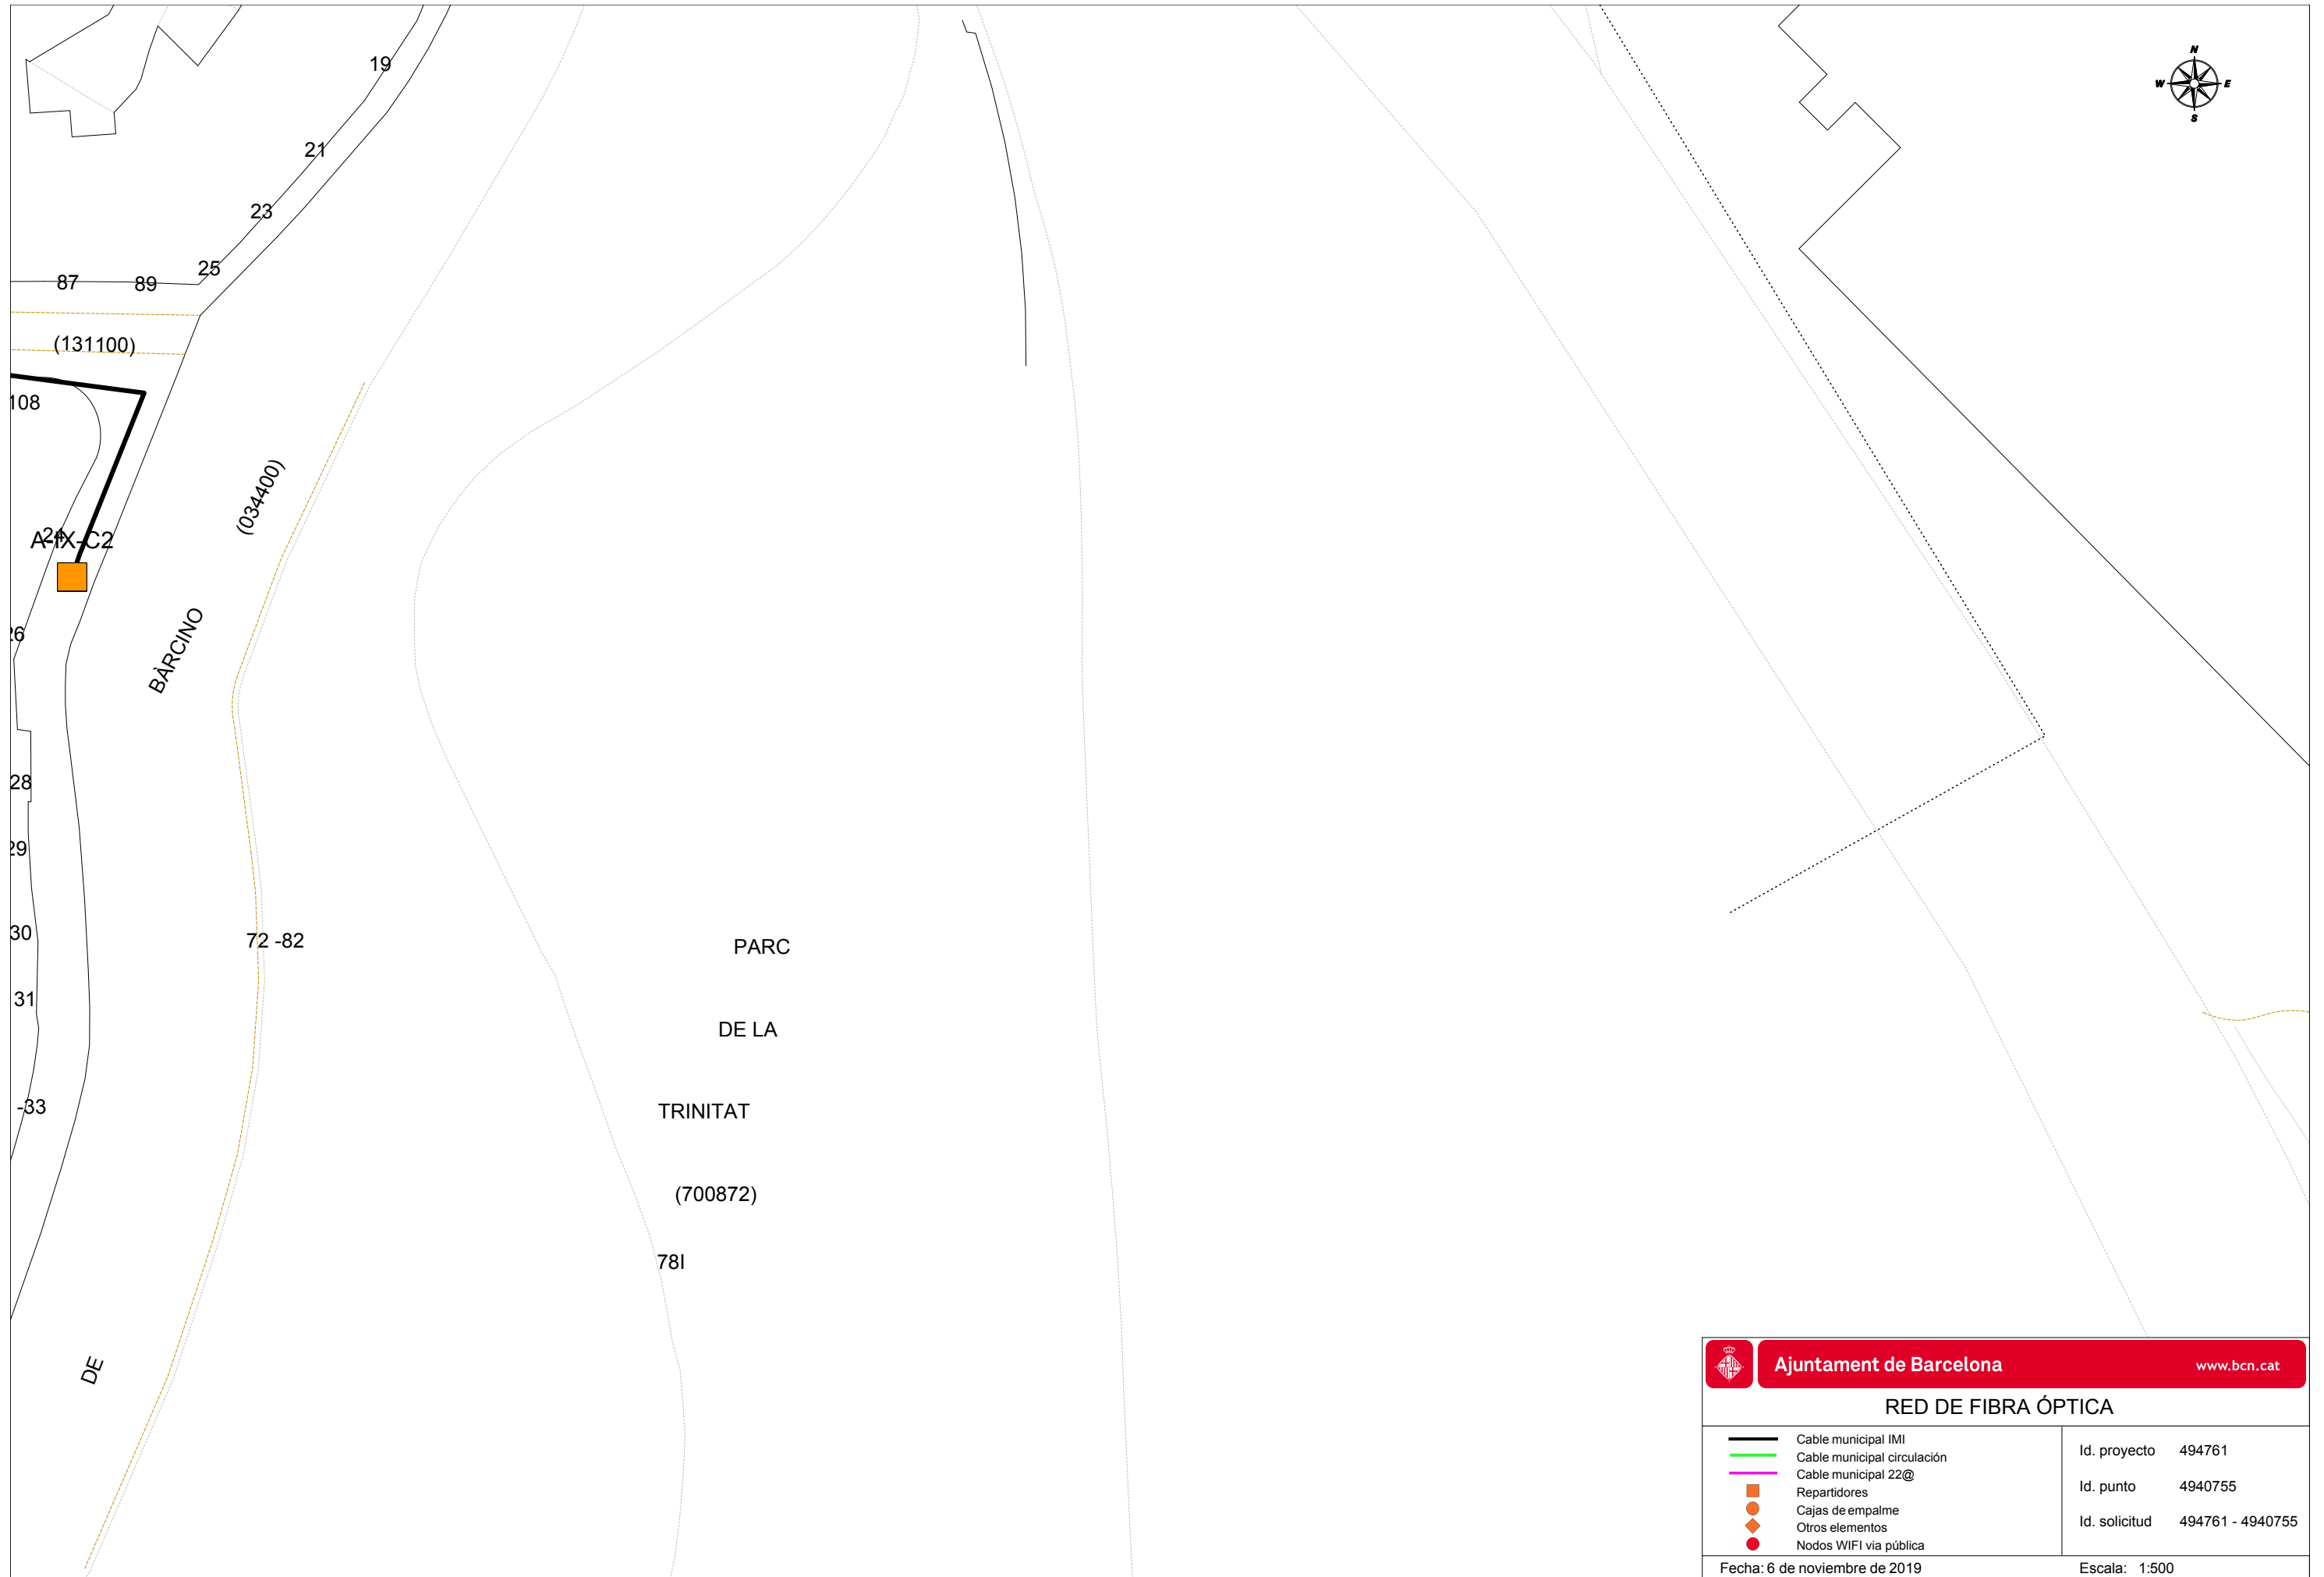 19
N
W
E
S
21
23
25
87
89
(131100)
108
(034400)
24
A-IX-C2
26
BÀRCINO
28
29
30
72 -82
PARC
31
DE LA
-33
TRINITAT
(700872)
78I
DE
Ajuntament de Barcelona
www.bcn.cat
RED DE FIBRA ÓPTICA
Cable municipal IMI
Cable municipal circulación
Cable municipal 22@
Repartidores
Cajas de empalme
Otros elementos
Nodos WIFI via pública
Id. proyecto 494761
Id. punto 4940755
Id. solicitud 494761 - 4940755
Fecha: 6 de noviembre de 2019
Escala: 1:500